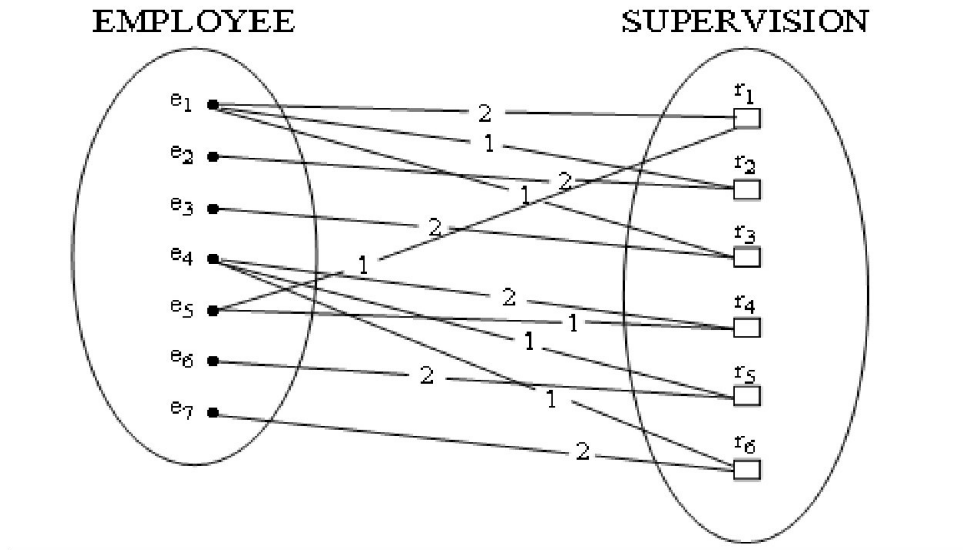 EMPLOYEE SUPERVISION
e1 2 r1
1
e2 2 r2
1
e3 2 r3
e4 1
2 r4
e5 1
1
e6 2 r5
1
e7 2 r6